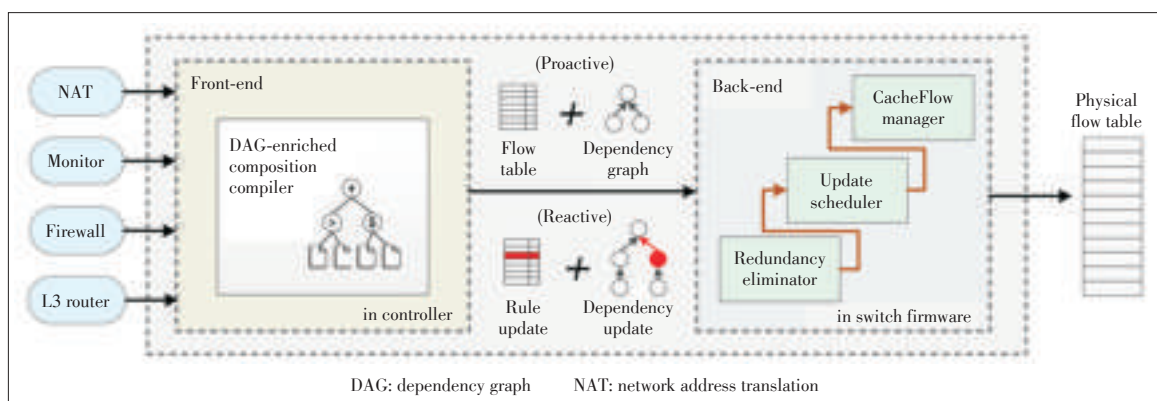 NAT
Monitor
Firewall
L3 router
Front-end
DAG-enriched
composition
compiler
in controller
(Proactive)
Flow
table
Dependency
graph
(Reactive)
Rule
update
Dependency
update
Back-end
CacheFlow
manager
Update
scheduler
Redundancy
eliminator
in switch firmware
Physical
flow table
DAG: dependency graph NAT: network address translation